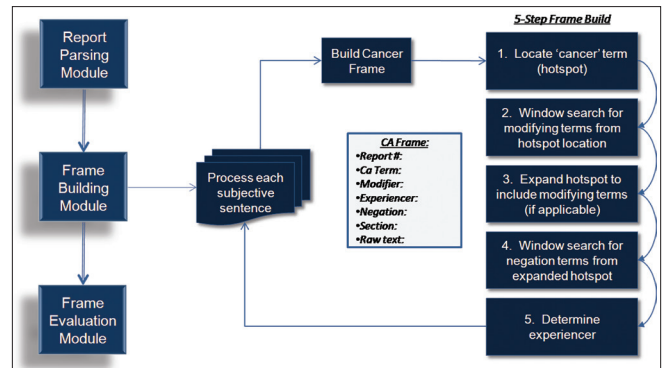 Report
Parsing
Module
Frame
Building
Module
Frame
Evaluation
Module
Process each
subjective
sentence
Build Cancer
Frame
CA Frame:
•Report #:
•Ca Term:
•Modifier:
•Experiencer:
•Negation:
•Section:
•Raw text:
5-Step Frame Build
1. Locate 'cancer' term
(hotspot)
2. Window search for
modifying terms from
hotspot location
3. Expand hotspot to
include modifying terms
(if applicable)
4. Window search for
negation terms from
expanded hotspot
5. Determine
experiencer